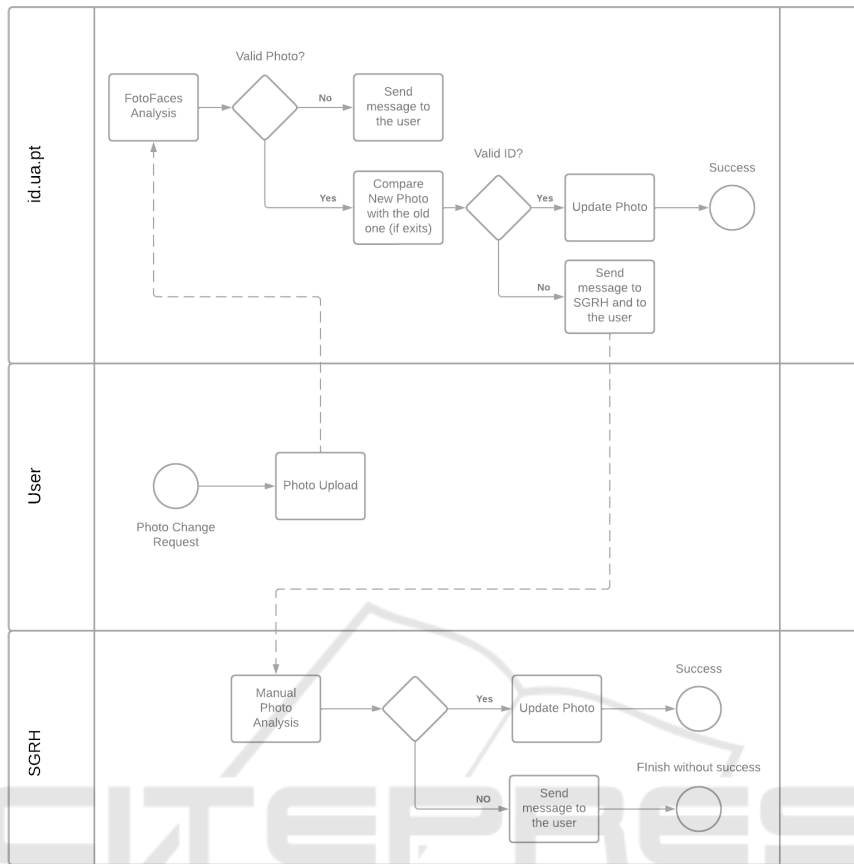 id.ua.pt
Valid Photo?
FotoFaces
Analysis
No
Send
message to
the user
Yes
Compare
New Photo
with the old
one (if exits)
Valid ID?
Yes
Update Photo
Success
No
Send
message to
SGRH and to
the user
User
Photo Change
Request
Photo Upload
SGRH
Manual
Photo
Analysis
Yes
Update Photo
Success
NO
Send
message to
the user
FInish without success
CITEPRES